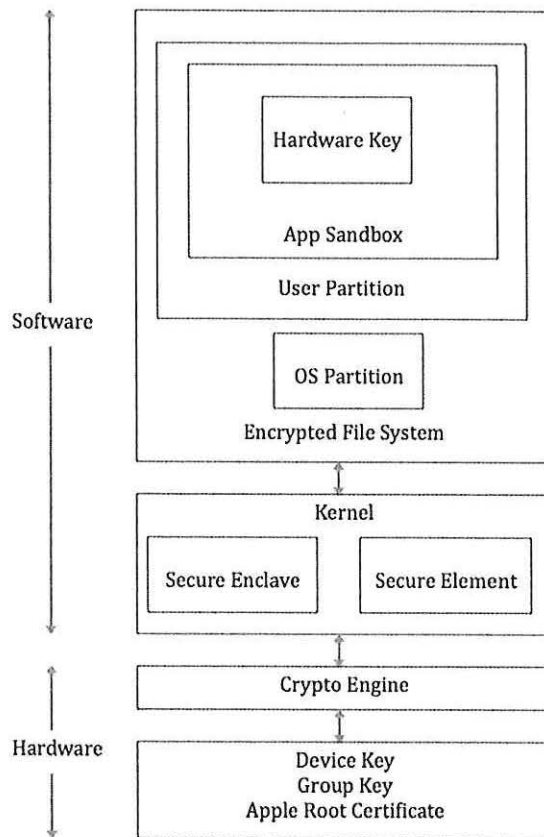 Hardware Key
App Sandbox
User Partition
Software
OS Partition
Encrypted File System
Kernel
Secure Enclave
Secure Element
Crypto Engine
Hardware
Device Key
Group Key
Apple Root Certificate